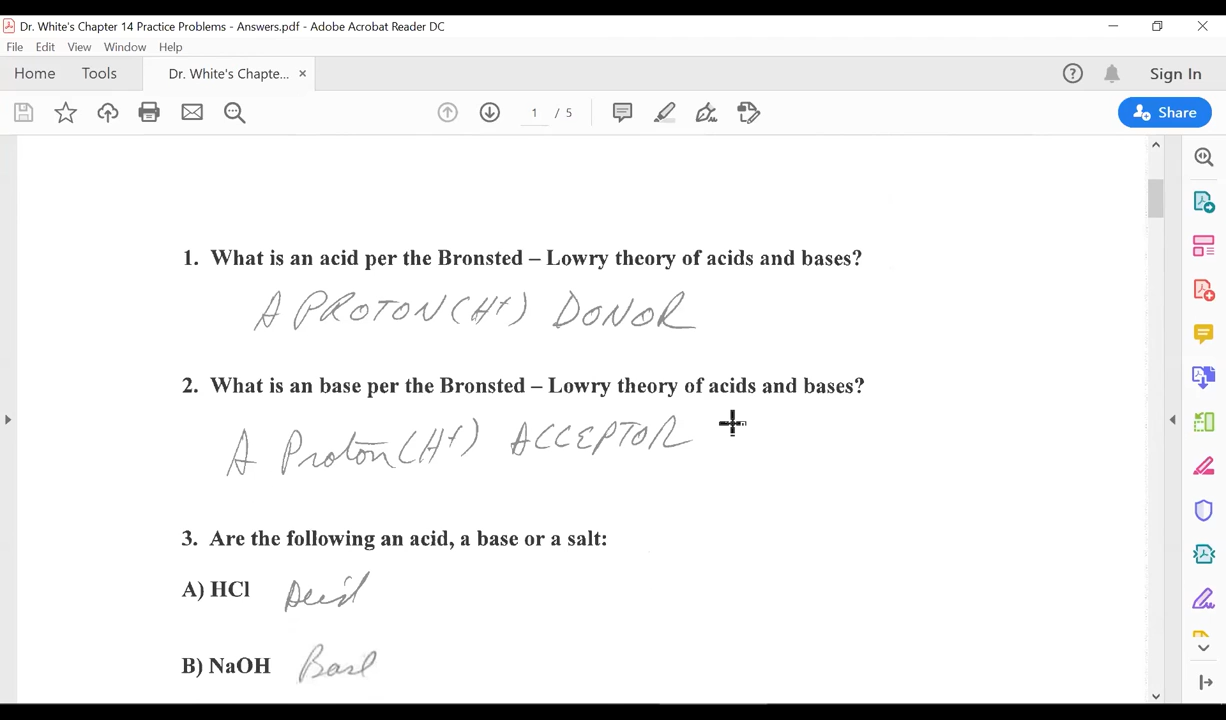 Dr. White's Chapter 14 Practice Problems - Answers.pdf - Adobe Acrobat Reader DC
File Edit View Window Help
Home Tools Dr. White's Chapte... ×
Sign In
1 / 5
Share
1. What is an acid per the Bronsted – Lowry theory of acids and bases?
A PROTON (H+) DONOR
2. What is an base per the Bronsted – Lowry theory of acids and bases?
A Proton (H+) ACCEPTOR
3. Are the following an acid, a base or a salt:
A) HCl Acid
B) NaOH Base